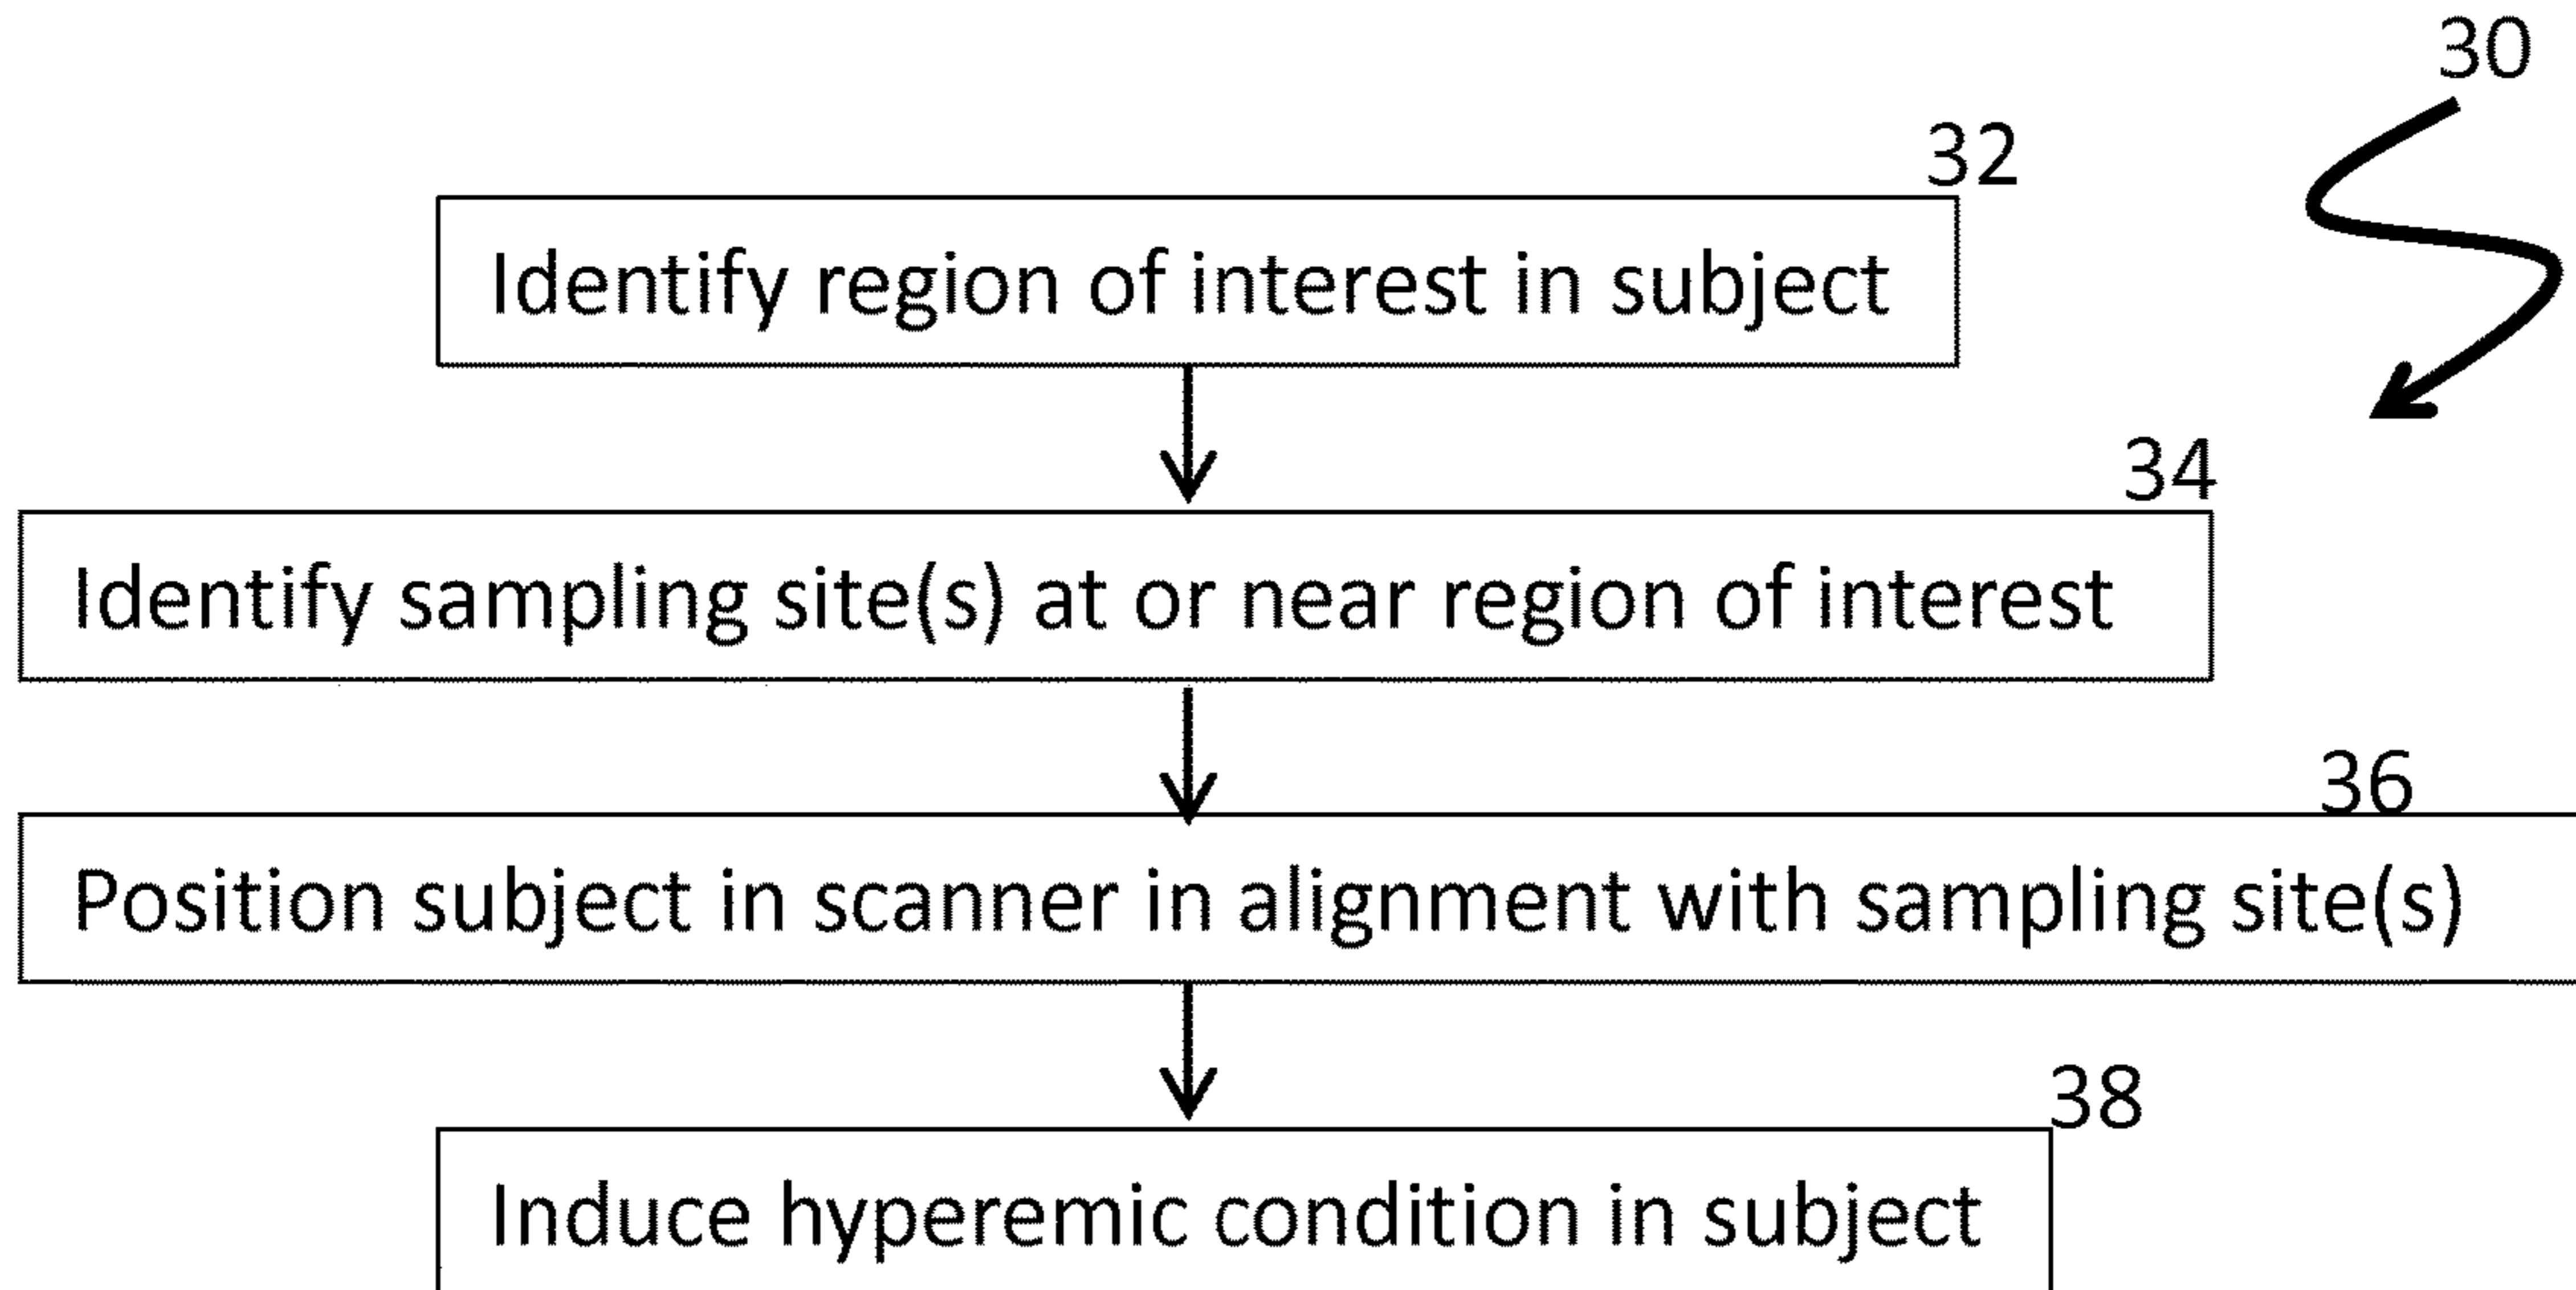 30
32
Identify region of interest in subject
34
Identify sampling site(s) at or near region of interest
36
Position subject in scanner in alignment with sampling site(s)
38
Induce hyperemic condition in subject